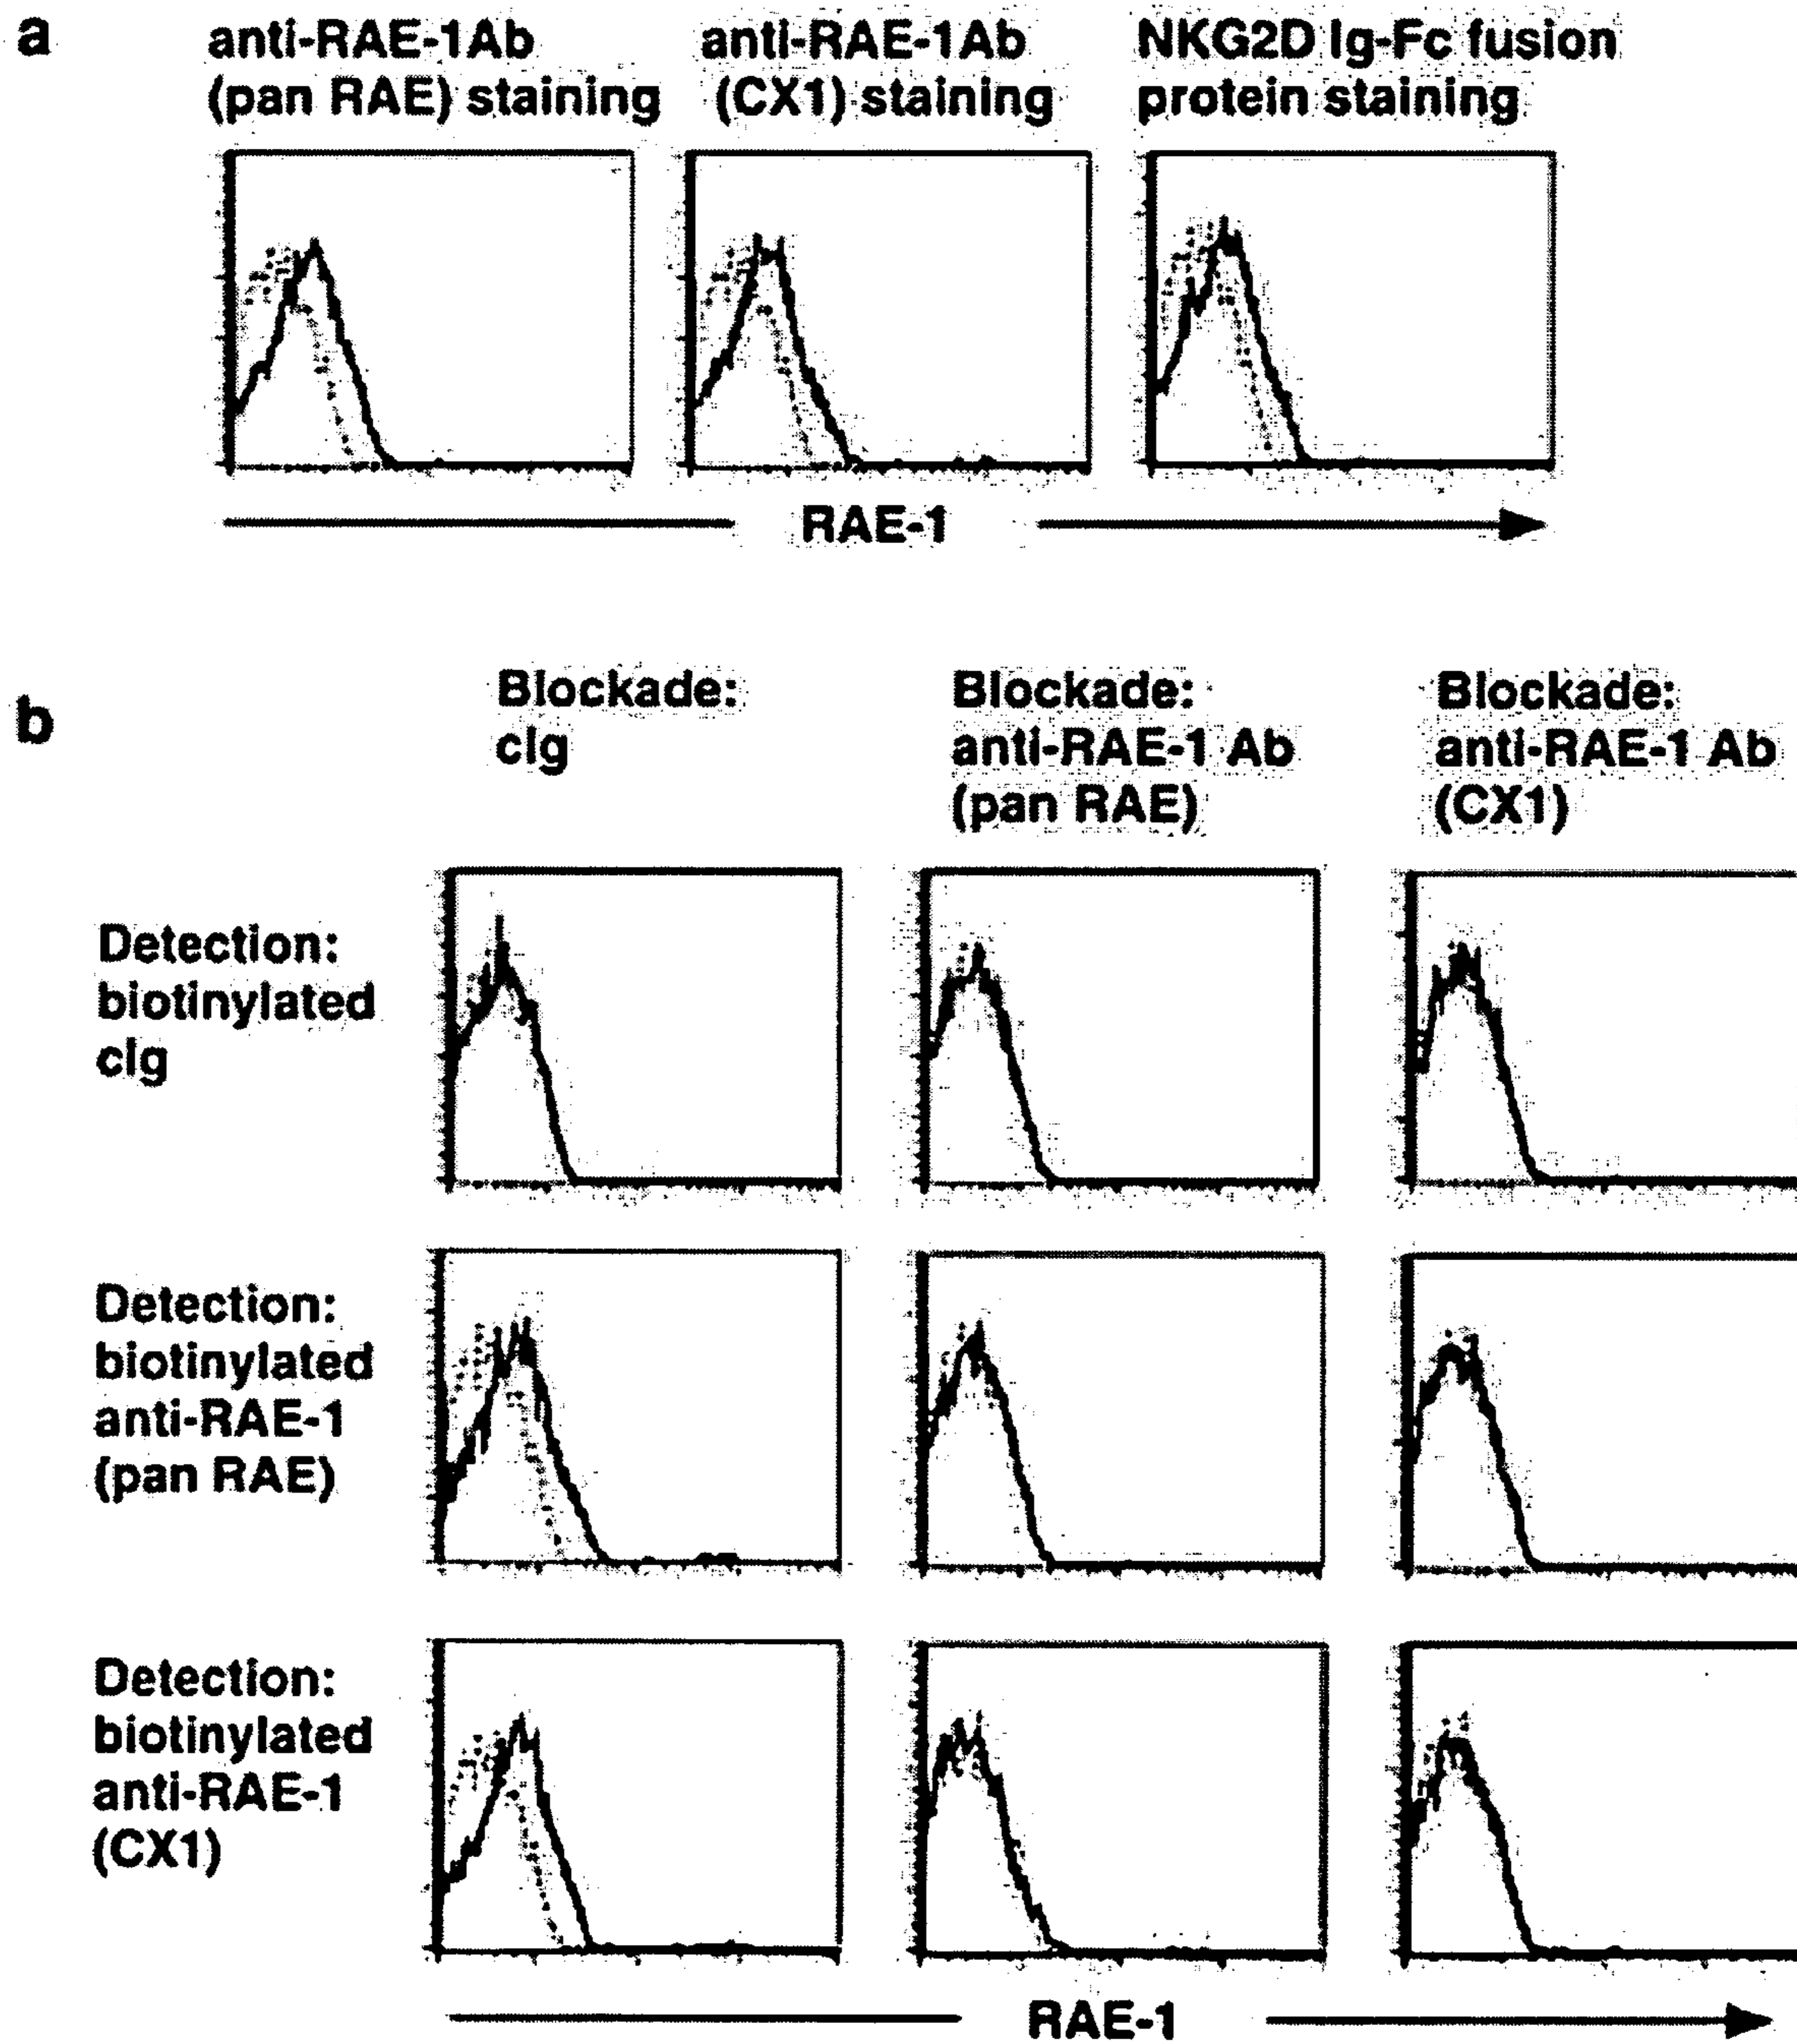 a
anti-RAE-1Ab
(pan RAE) staining
anti-RAE-1Ab
(CX1) staining
NKG2D Ig-Fc fusion
protein staining
RAE-1
b
Blockade:
cIg
Blockade:
anti-RAE-1 Ab
(pan RAE)
Blockade:
anti-RAE-1 Ab
(CX1)
Detection:
biotinylated
cIg
Detection:
biotinylated
anti-RAE-1
(pan RAE)
Detection:
biotinylated
anti-RAE-1
(CX1)
RAE-1